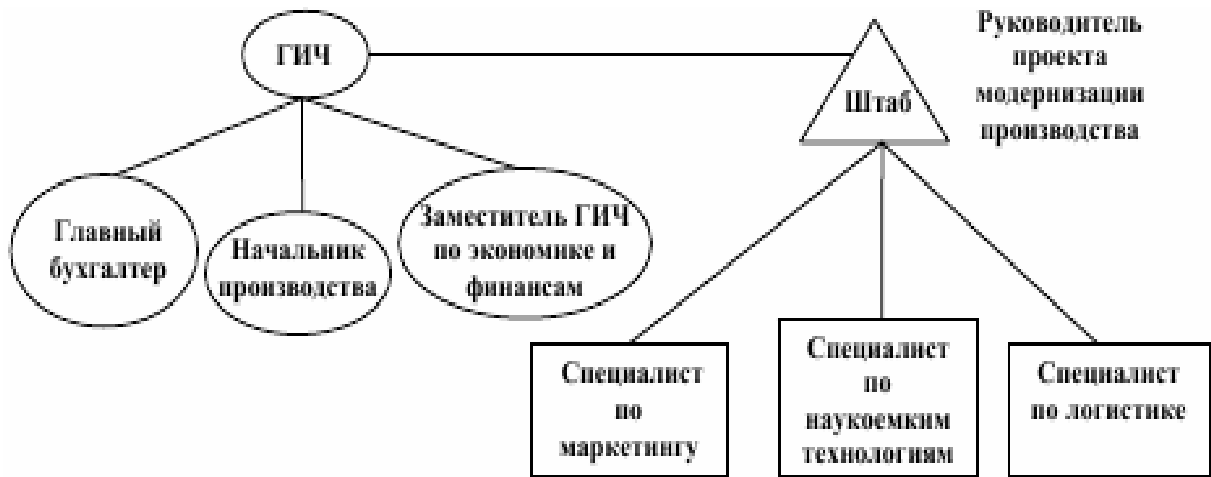 ГИЧ
Штаб
Руководитель
проекта
модернизации
производства
Главный
бухгалтер
Начальник
производства
Заместитель ГИЧ
по экономике и
финансам
Специалист
по
маркетингу
Специалист
по
наукоемким
технологиям
Специалист
по логистике